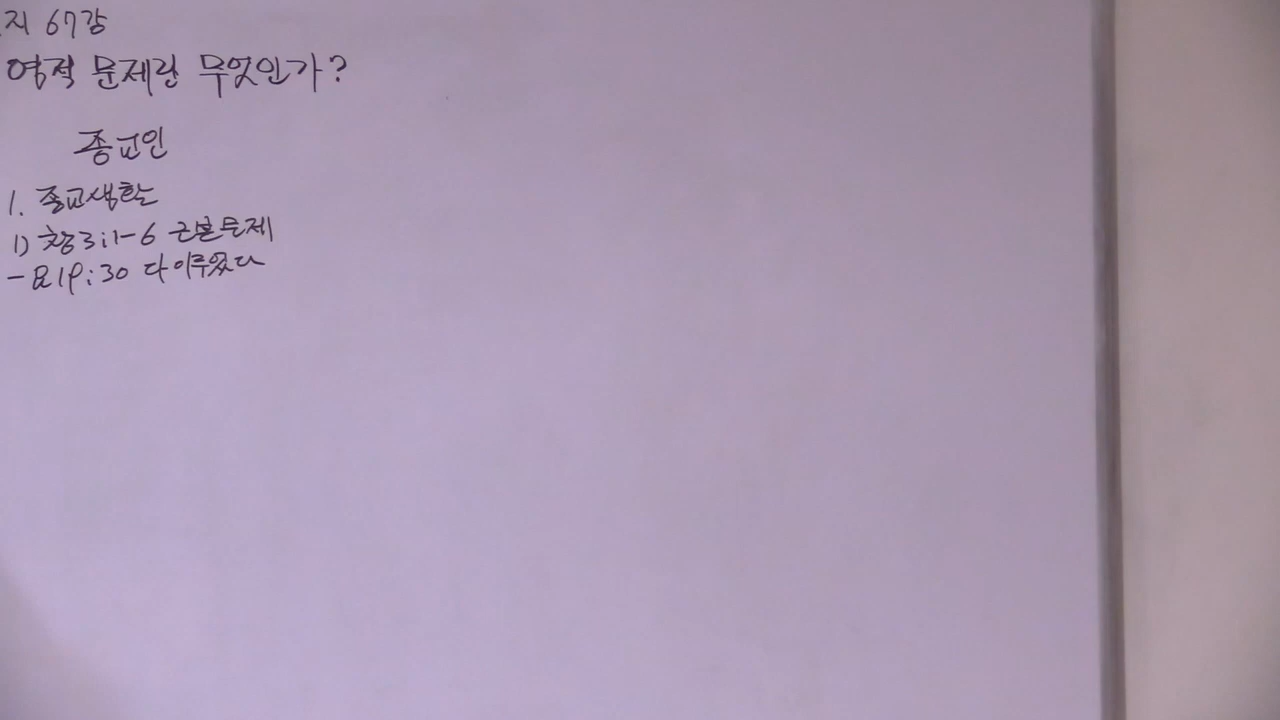 지 67강
영적 문제란 무엇인가?
종교인
1. 종교생활
1) 창3:1-6 근본문제
- 요19:30 다 이루었다